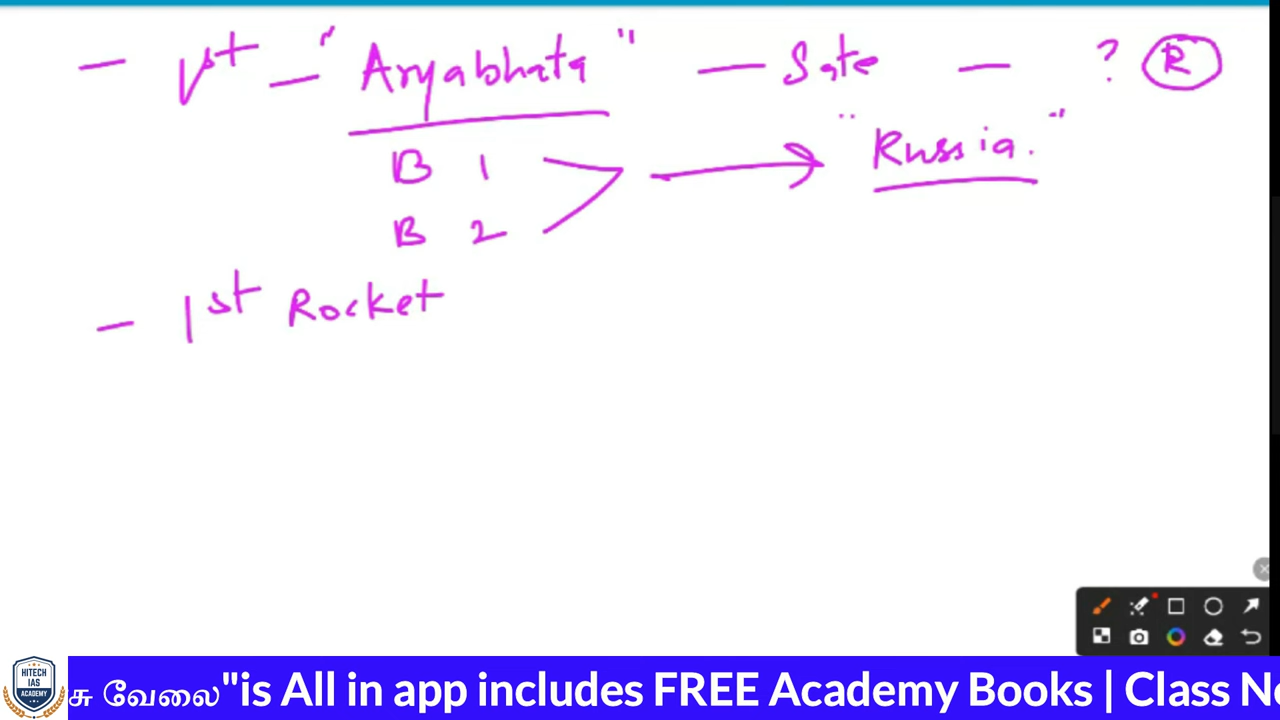 - 1st - "Aryabhata" - Sate - ? R
B 1 → "Russia."
B 2
- 1st Rocket
HITECH
IAS
ACADEMY
சு வேலை"is All in app includes FREE Academy Books | Class No